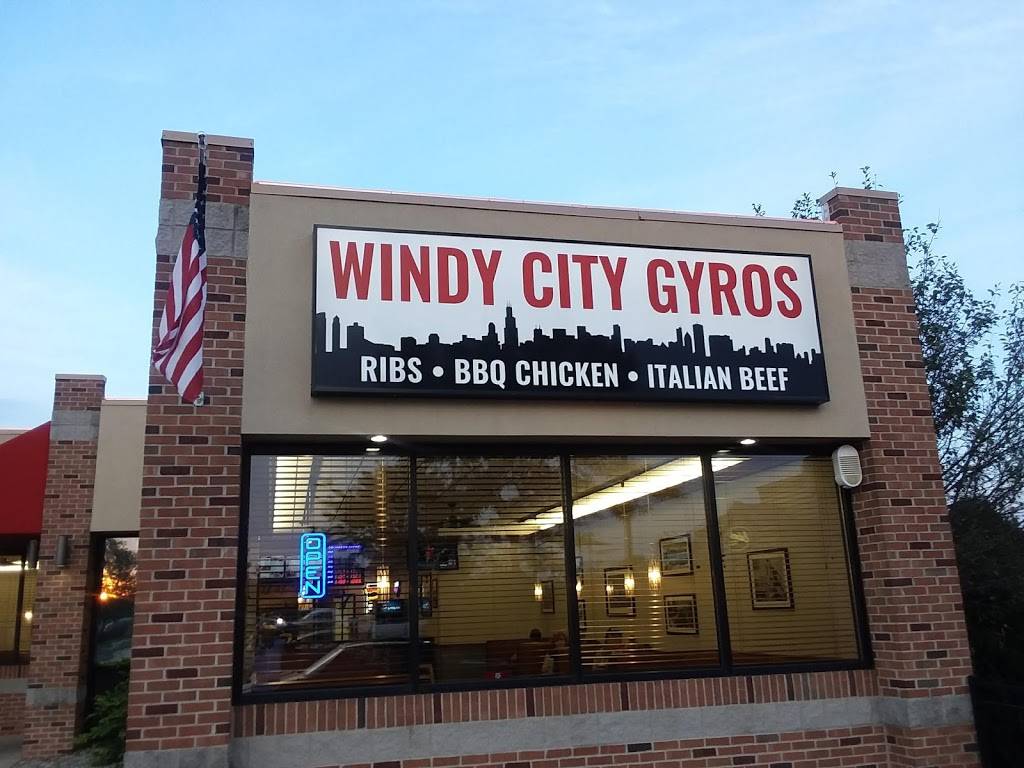 WINDY CITY GYROS
RIBS • BBQ CHICKEN • ITALIAN BEEF
OPEN